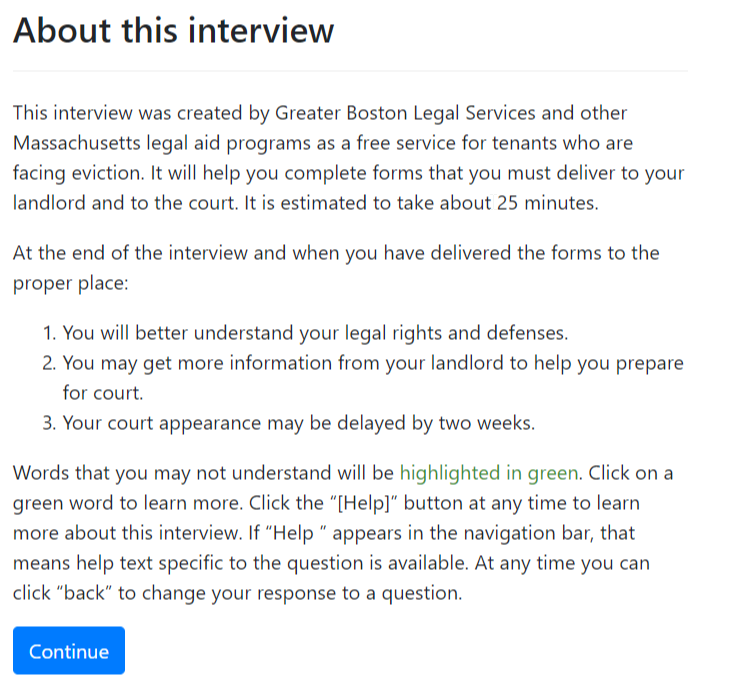 About this interview
This interview was created by Greater Boston Legal Services and other
Massachusetts legal aid programs as a free service for tenants who are
facing eviction. It will help you complete forms that you must deliver to your
landlord and to the court. It is estimated to take about 25 minutes.
At the end of the interview and when you have delivered the forms to the
proper place:
1. You will better understand your legal rights and defenses.
2. You may get more information from your landlord to help you prepare
for court.
3. Your court appearance may be delayed by two weeks.
Words that you may not understand will be highlighted in green. Click on a
green word to learn more. Click the “[Help]” button at any time to learn
more about this interview. If “Help ” appears in the navigation bar, that
means help text specific to the question is available. At any time you can
click “back” to change your response to a question.
Continue